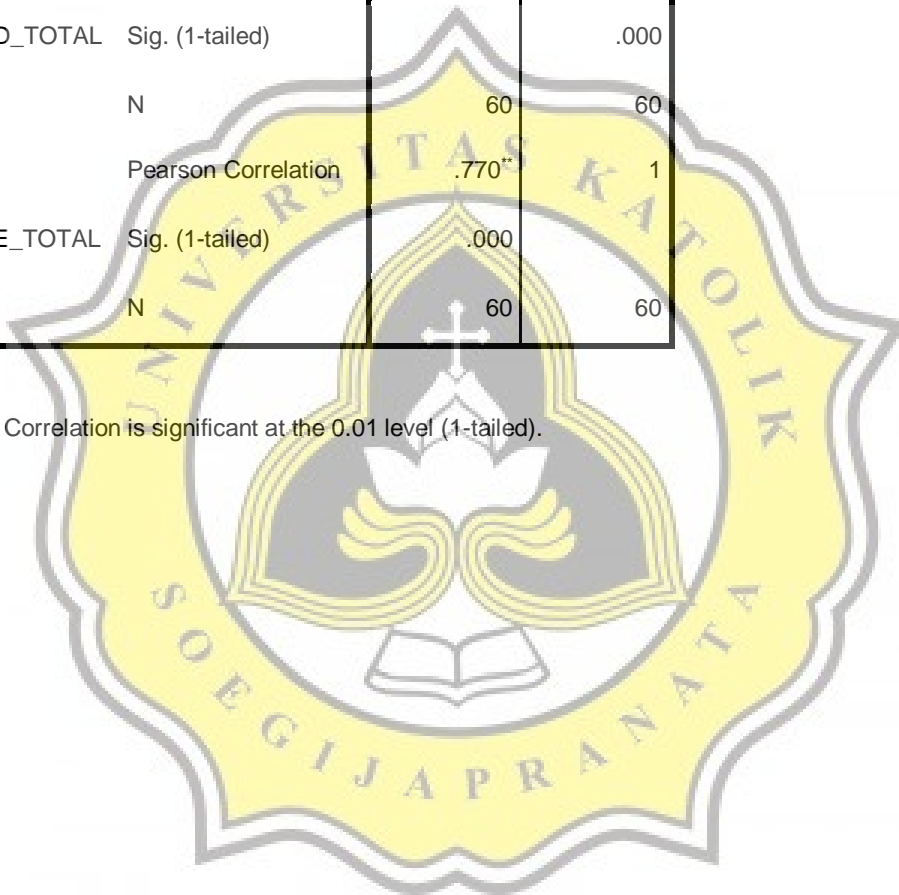 D_TOTAL Sig. (1-tailed) .000
N 60 60
Pearson Correlation .770** 1
E_TOTAL Sig. (1-tailed) .000
N 60 60
Correlation is significant at the 0.01 level (1-tailed).
UNIVERSITAS KATOLIK
SOEGIJAPRANATA